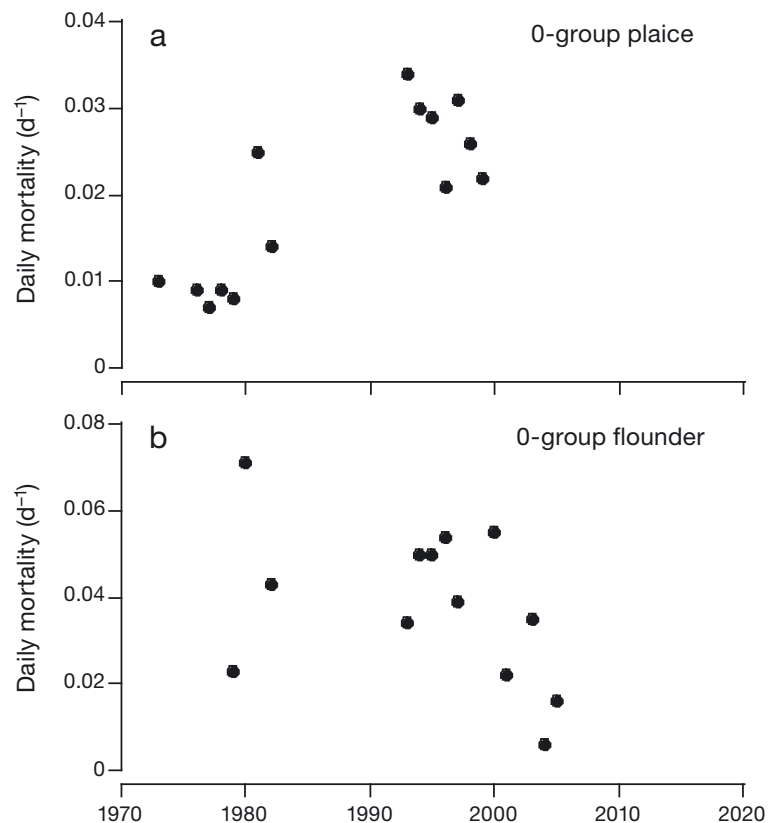 0.04
a
0-group plaice
0.03
0.02
0.01
0
Daily mortality (d⁻¹)
0.08
b
0-group flounder
0.06
0.04
0.02
0
Daily mortality (d⁻¹)
1970 1980 1990 2000 2010 2020